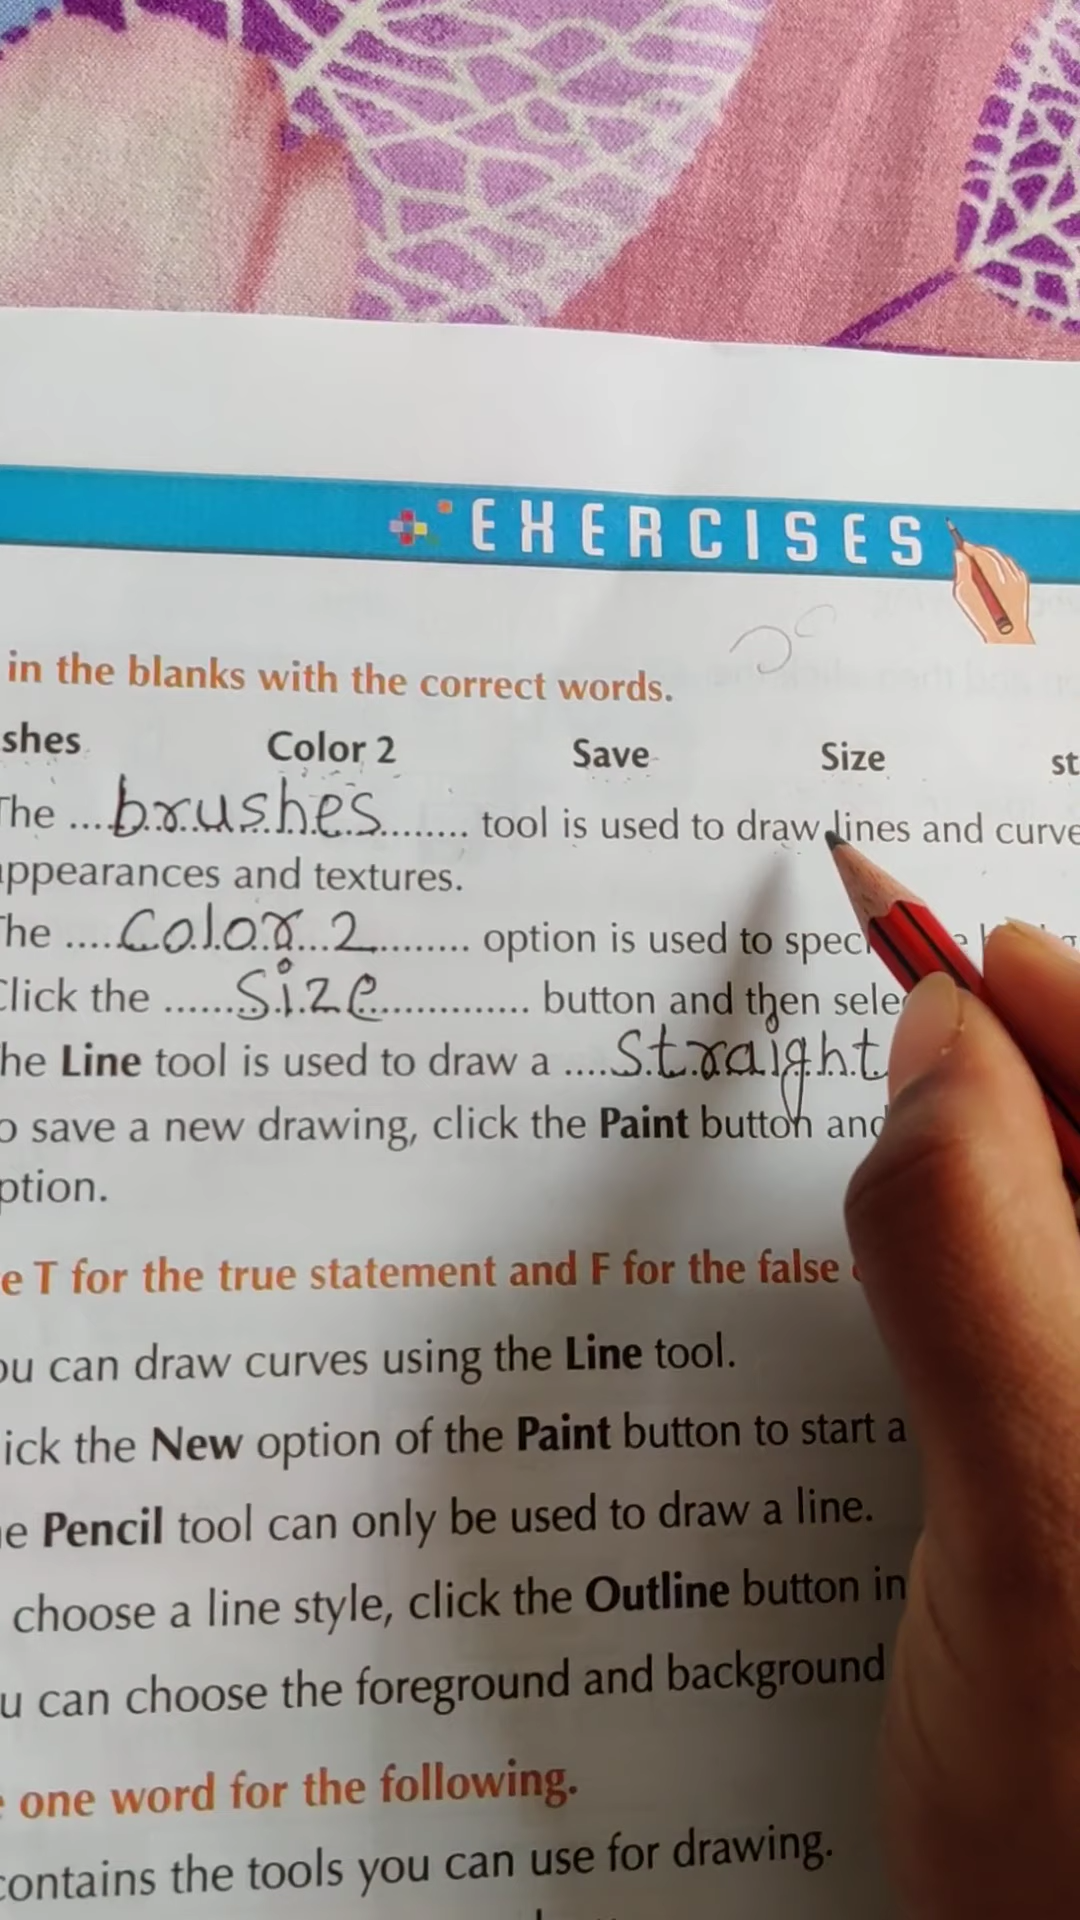 EXERCISES
in the blanks with the correct words.
shes Color 2 Save Size st
The ... brushes ........ tool is used to draw lines and curve
appearances and textures.
The .... Color 2 ......... option is used to
Click the ...... Size .............. button and then sele
he Line tool is used to draw a .... Straight
o save a new drawing, click the Paint button and
ption.
e T for the true statement and F for the false
ou can draw curves using the Line tool.
ick the New option of the Paint button to start a
e Pencil tool can only be used to draw a line.
choose a line style, click the Outline button in
u can choose the foreground and background
one word for the following.
contains the tools you can use for drawing.